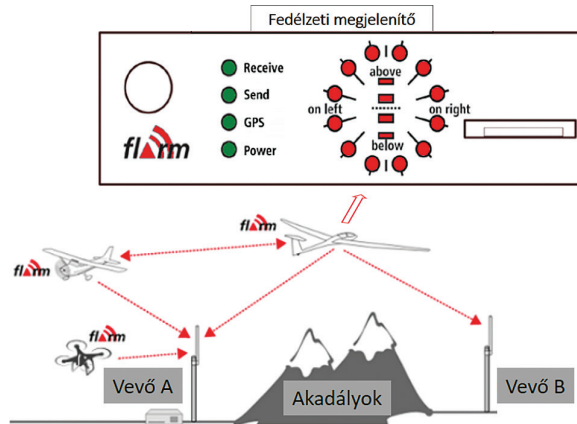 Fedélzeti megjelenítő
Receive
Send
GPS
Power
above
on left
on right
below
flarm
flarm
flarm
flarm
Vevő A
Akadályok
Vevő B